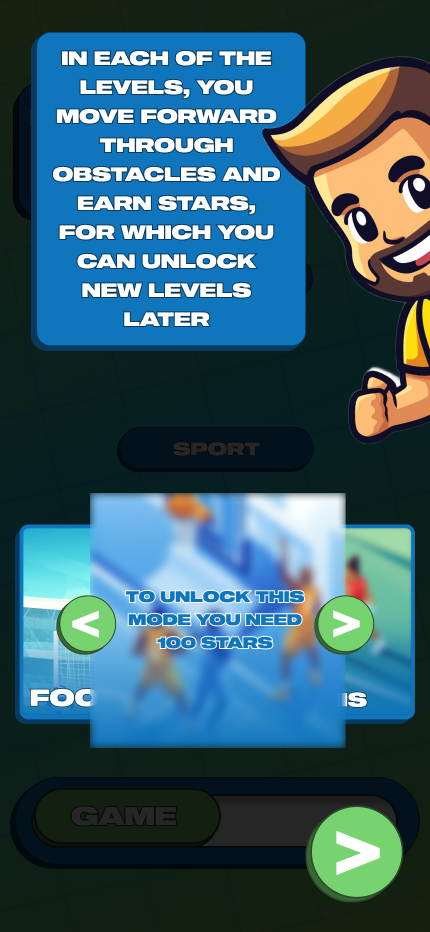 IN EACH OF THE
LEVELS, YOU
MOVE FORWARD
THROUGH
OBSTACLES AND
EARN STARS,
FOR WHICH YOU
CAN UNLOCK
NEW LEVELS
LATER
SPORT
TO UNLOCK THIS
MODE YOU NEED
100 STARS
<
>
FOO
IS
GAME
>